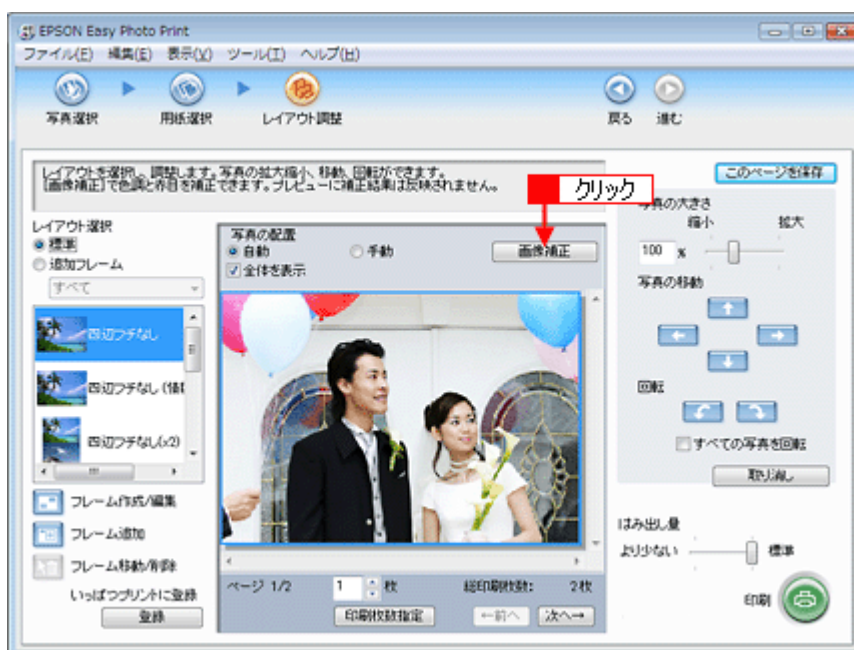 EPSON Easy Photo Print
ファイル(F) 編集(E) 表示(V) ツール(T) ヘルプ(H)
写真選択 用紙選択 レイアウト調整 戻る 進む
レイアウトを選択し、調整します。写真の拡大縮小、移動、回転ができます。
[画像補正]で色調と赤目を補正できます。プレビューに補正結果は反映されません。
このページを保存
クリック
レイアウト選択
標準
追加フレーム
すべて
四辺フチなし
四辺フチなし (情
四辺フチなし(x2)
フレーム作成/編集
フレーム追加
フレーム移動/削除
いっぱつプリントに登録
登録
写真の配置
自動 手動 画像補正
全体を表示
ページ 1/2 1 枚 総印刷枚数: 2枚
印刷枚数指定 ←前へ 次へ→
写真の大きさ
縮小 拡大
100 %
写真の移動
回転
すべての写真を回転
取り消し
はみ出し量
より少ない 標準
印刷